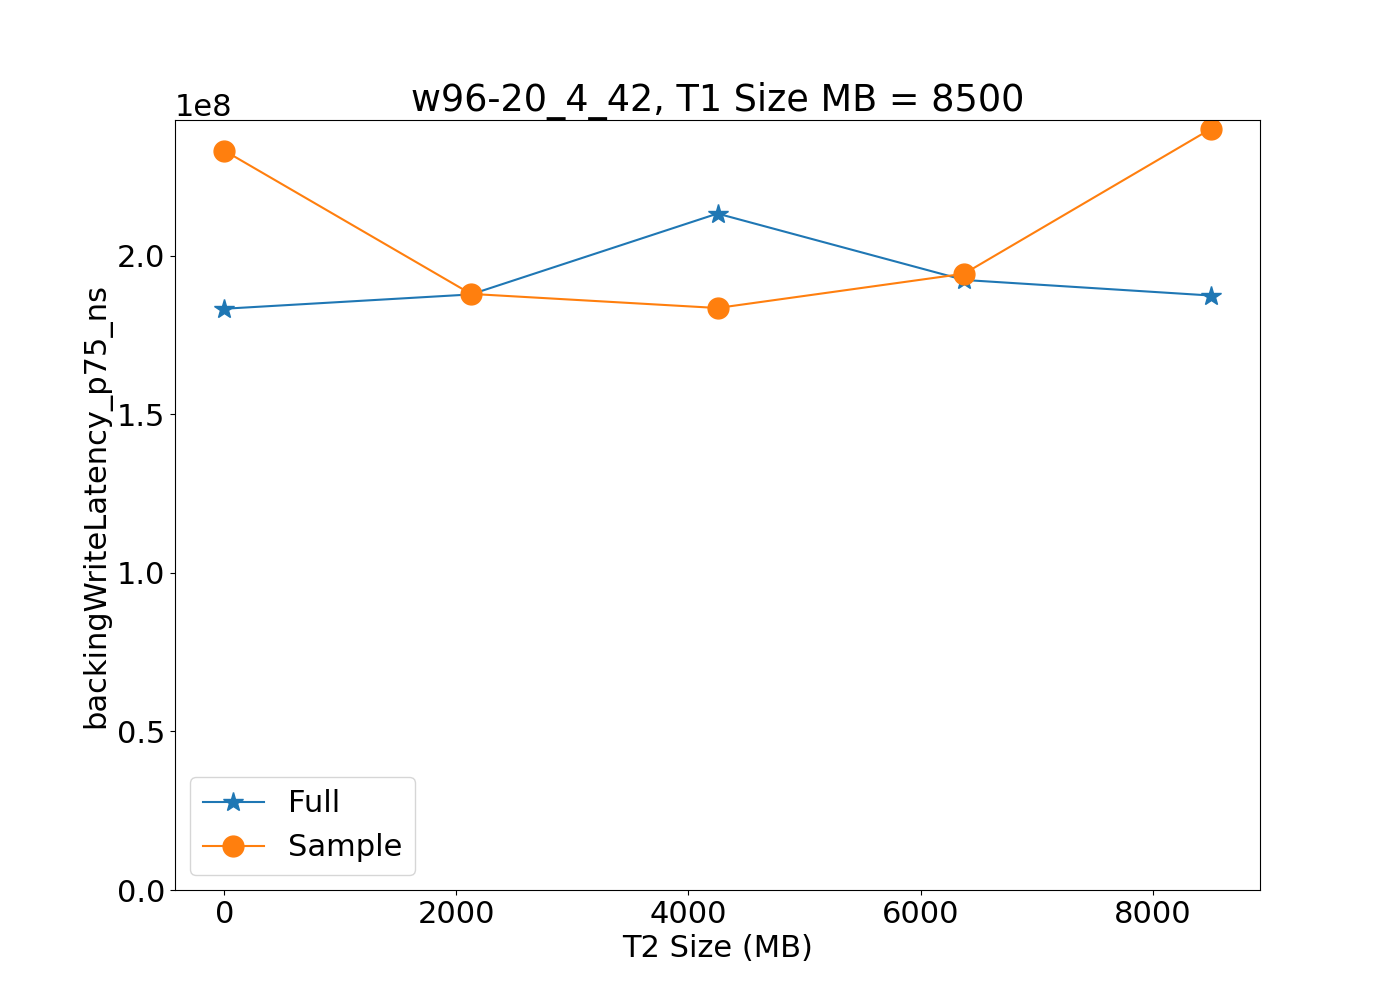 w96-20_4_42, T1 Size MB = 8500
1e8
2.0
1.5
1.0
0.5
0.0
backingWriteLatency_p75_ns
Full
Sample
0 2000 4000 6000 8000
T2 Size (MB)